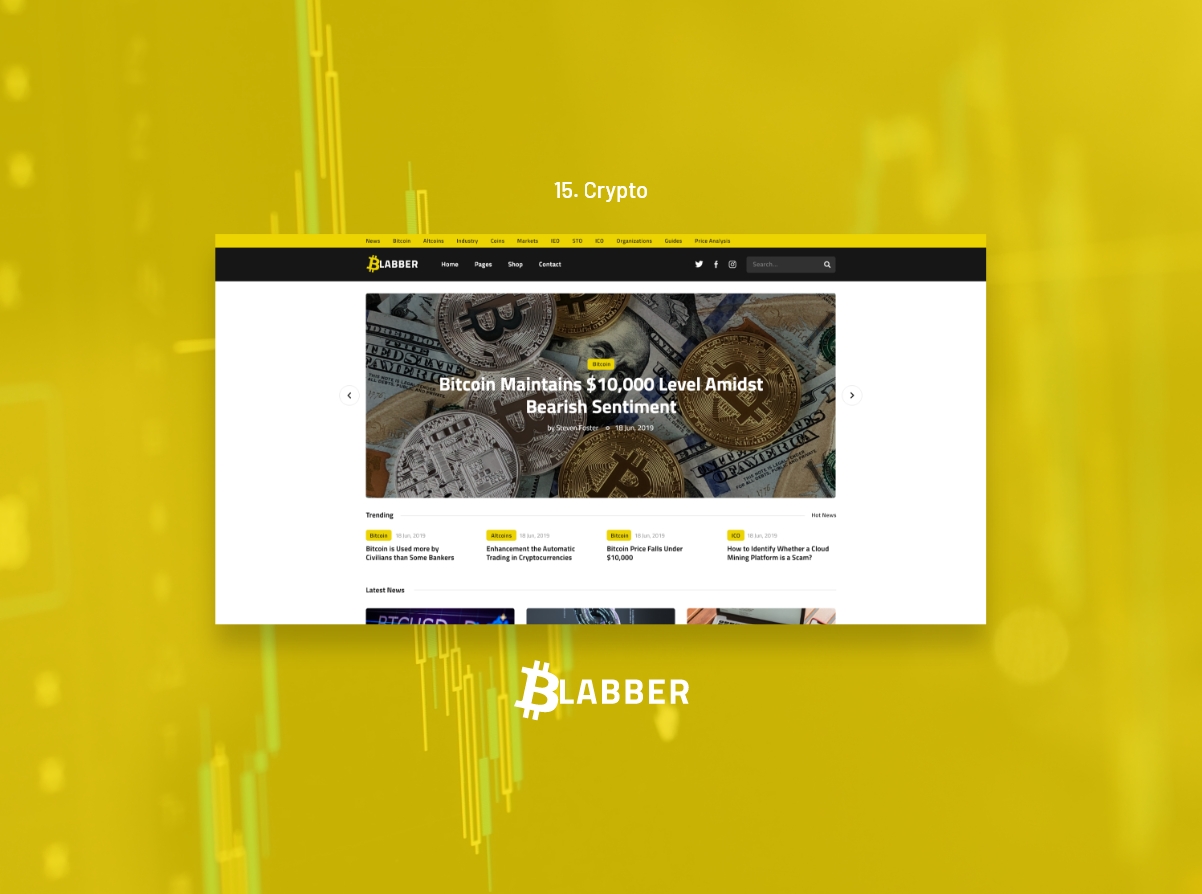 15. Crypto
News Bitcoin Altcoins Industry Coins Markets IEO STO ICO Organisations Guides Price Analysis
BLABBER Home Pages Shop Contact Search...
Bitcoin
Bitcoin Maintains $10,000 Level Amidst
Bearish Sentiment
by Steven Foster 18 Jun, 2019
Trending Hot News
Bitcoin 18 Jun, 2019 Altcoins 18 Jun, 2019 Bitcoin 18 Jun, 2019 ICO 18 Jun, 2019
Bitcoin is Used more by Enhancement the Automatic Bitcoin Price Falls Under How to Identify Whether a Cloud
Civilians than Some Bankers Trading in Cryptocurrencies $10,000 Mining Platform is a Scam?
Latest News
BLABBER